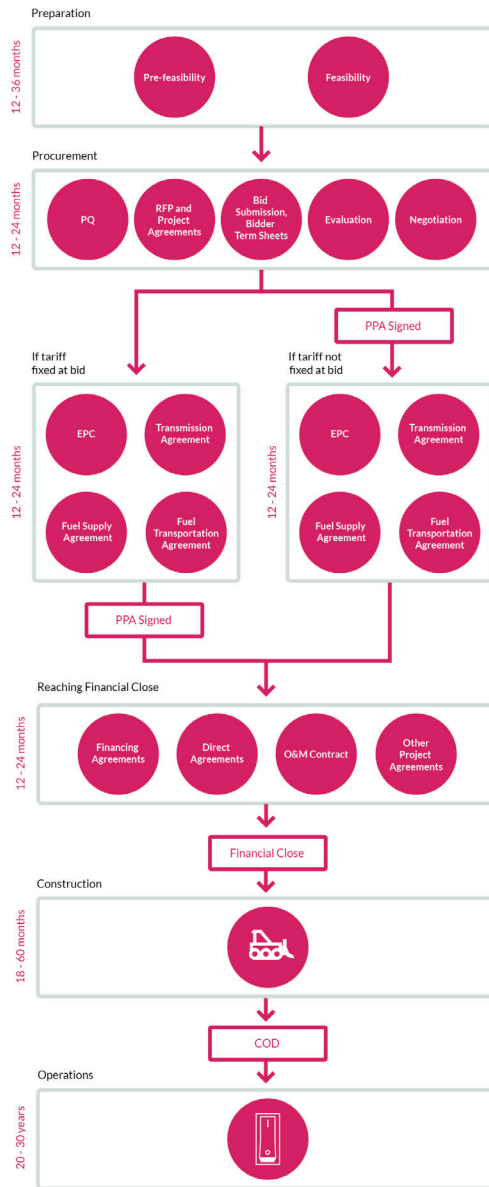 Preparation
12 - 36 months
Pre-feasibility
Feasibility
Procurement
12 - 24 months
PQ
RFP and
Project
Agreements
Bid
Submission,
Bidder
Term Sheets
Evaluation
Negotiation
PPA Signed
If tariff
fixed at bid
If tariff not
fixed at bid
12 - 24 months
EPC
Transmission
Agreement
Fuel Supply
Agreement
Fuel
Transportation
Agreement
12 - 24 months
EPC
Transmission
Agreement
Fuel Supply
Agreement
Fuel
Transportation
Agreement
PPA Signed
Reaching Financial Close
12 - 24 months
Financing
Agreements
Direct
Agreements
O&M Contract
Other
Project
Agreements
Financial Close
Construction
18 - 60 months
COD
Operations
20 - 30 years